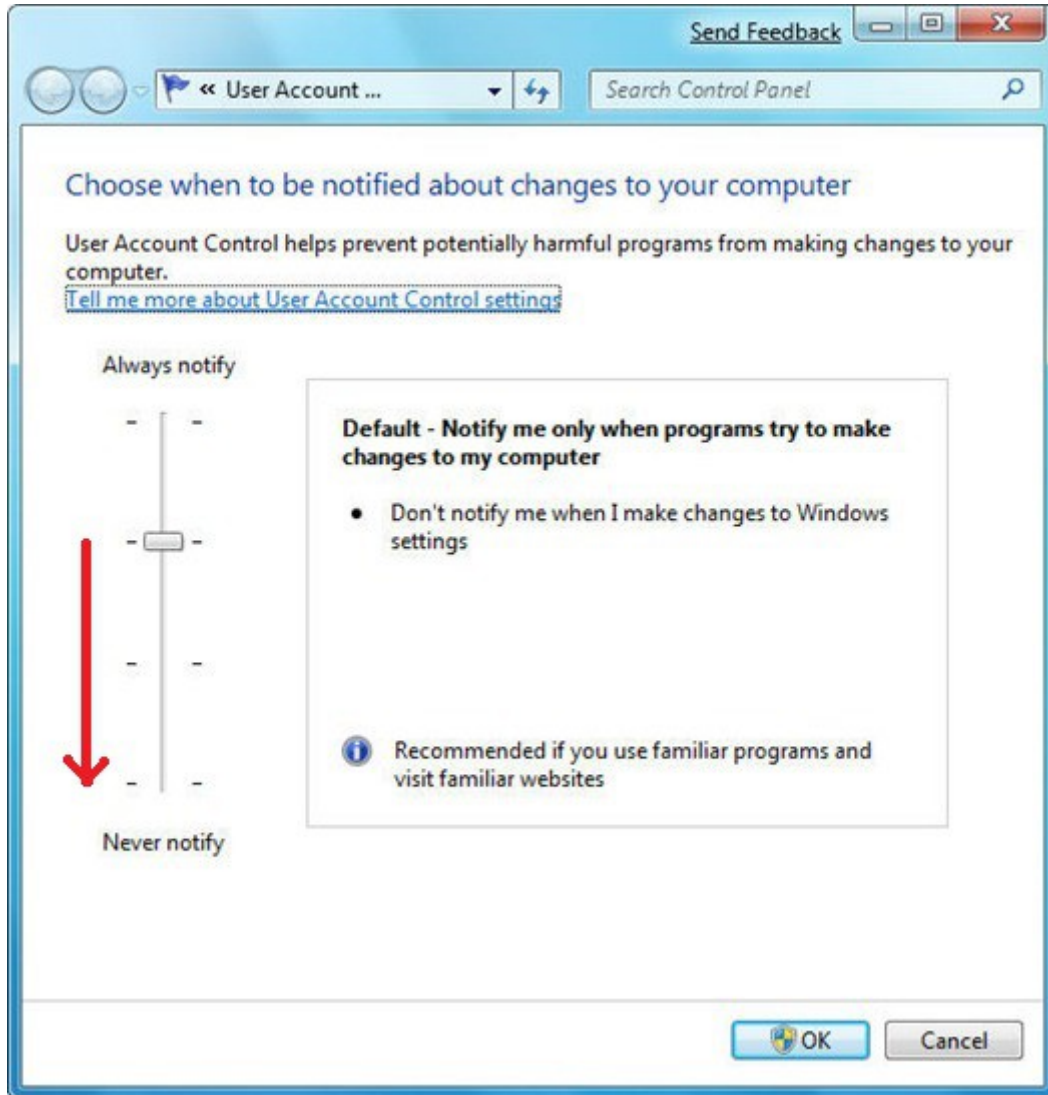 Send Feedback
« User Account ...
Search Control Panel
Choose when to be notified about changes to your computer
User Account Control helps prevent potentially harmful programs from making changes to your
computer.
Tell me more about User Account Control settings
Always notify
Default - Notify me only when programs try to make
changes to my computer
• Don't notify me when I make changes to Windows
settings
Recommended if you use familiar programs and
visit familiar websites
Never notify
OK
Cancel